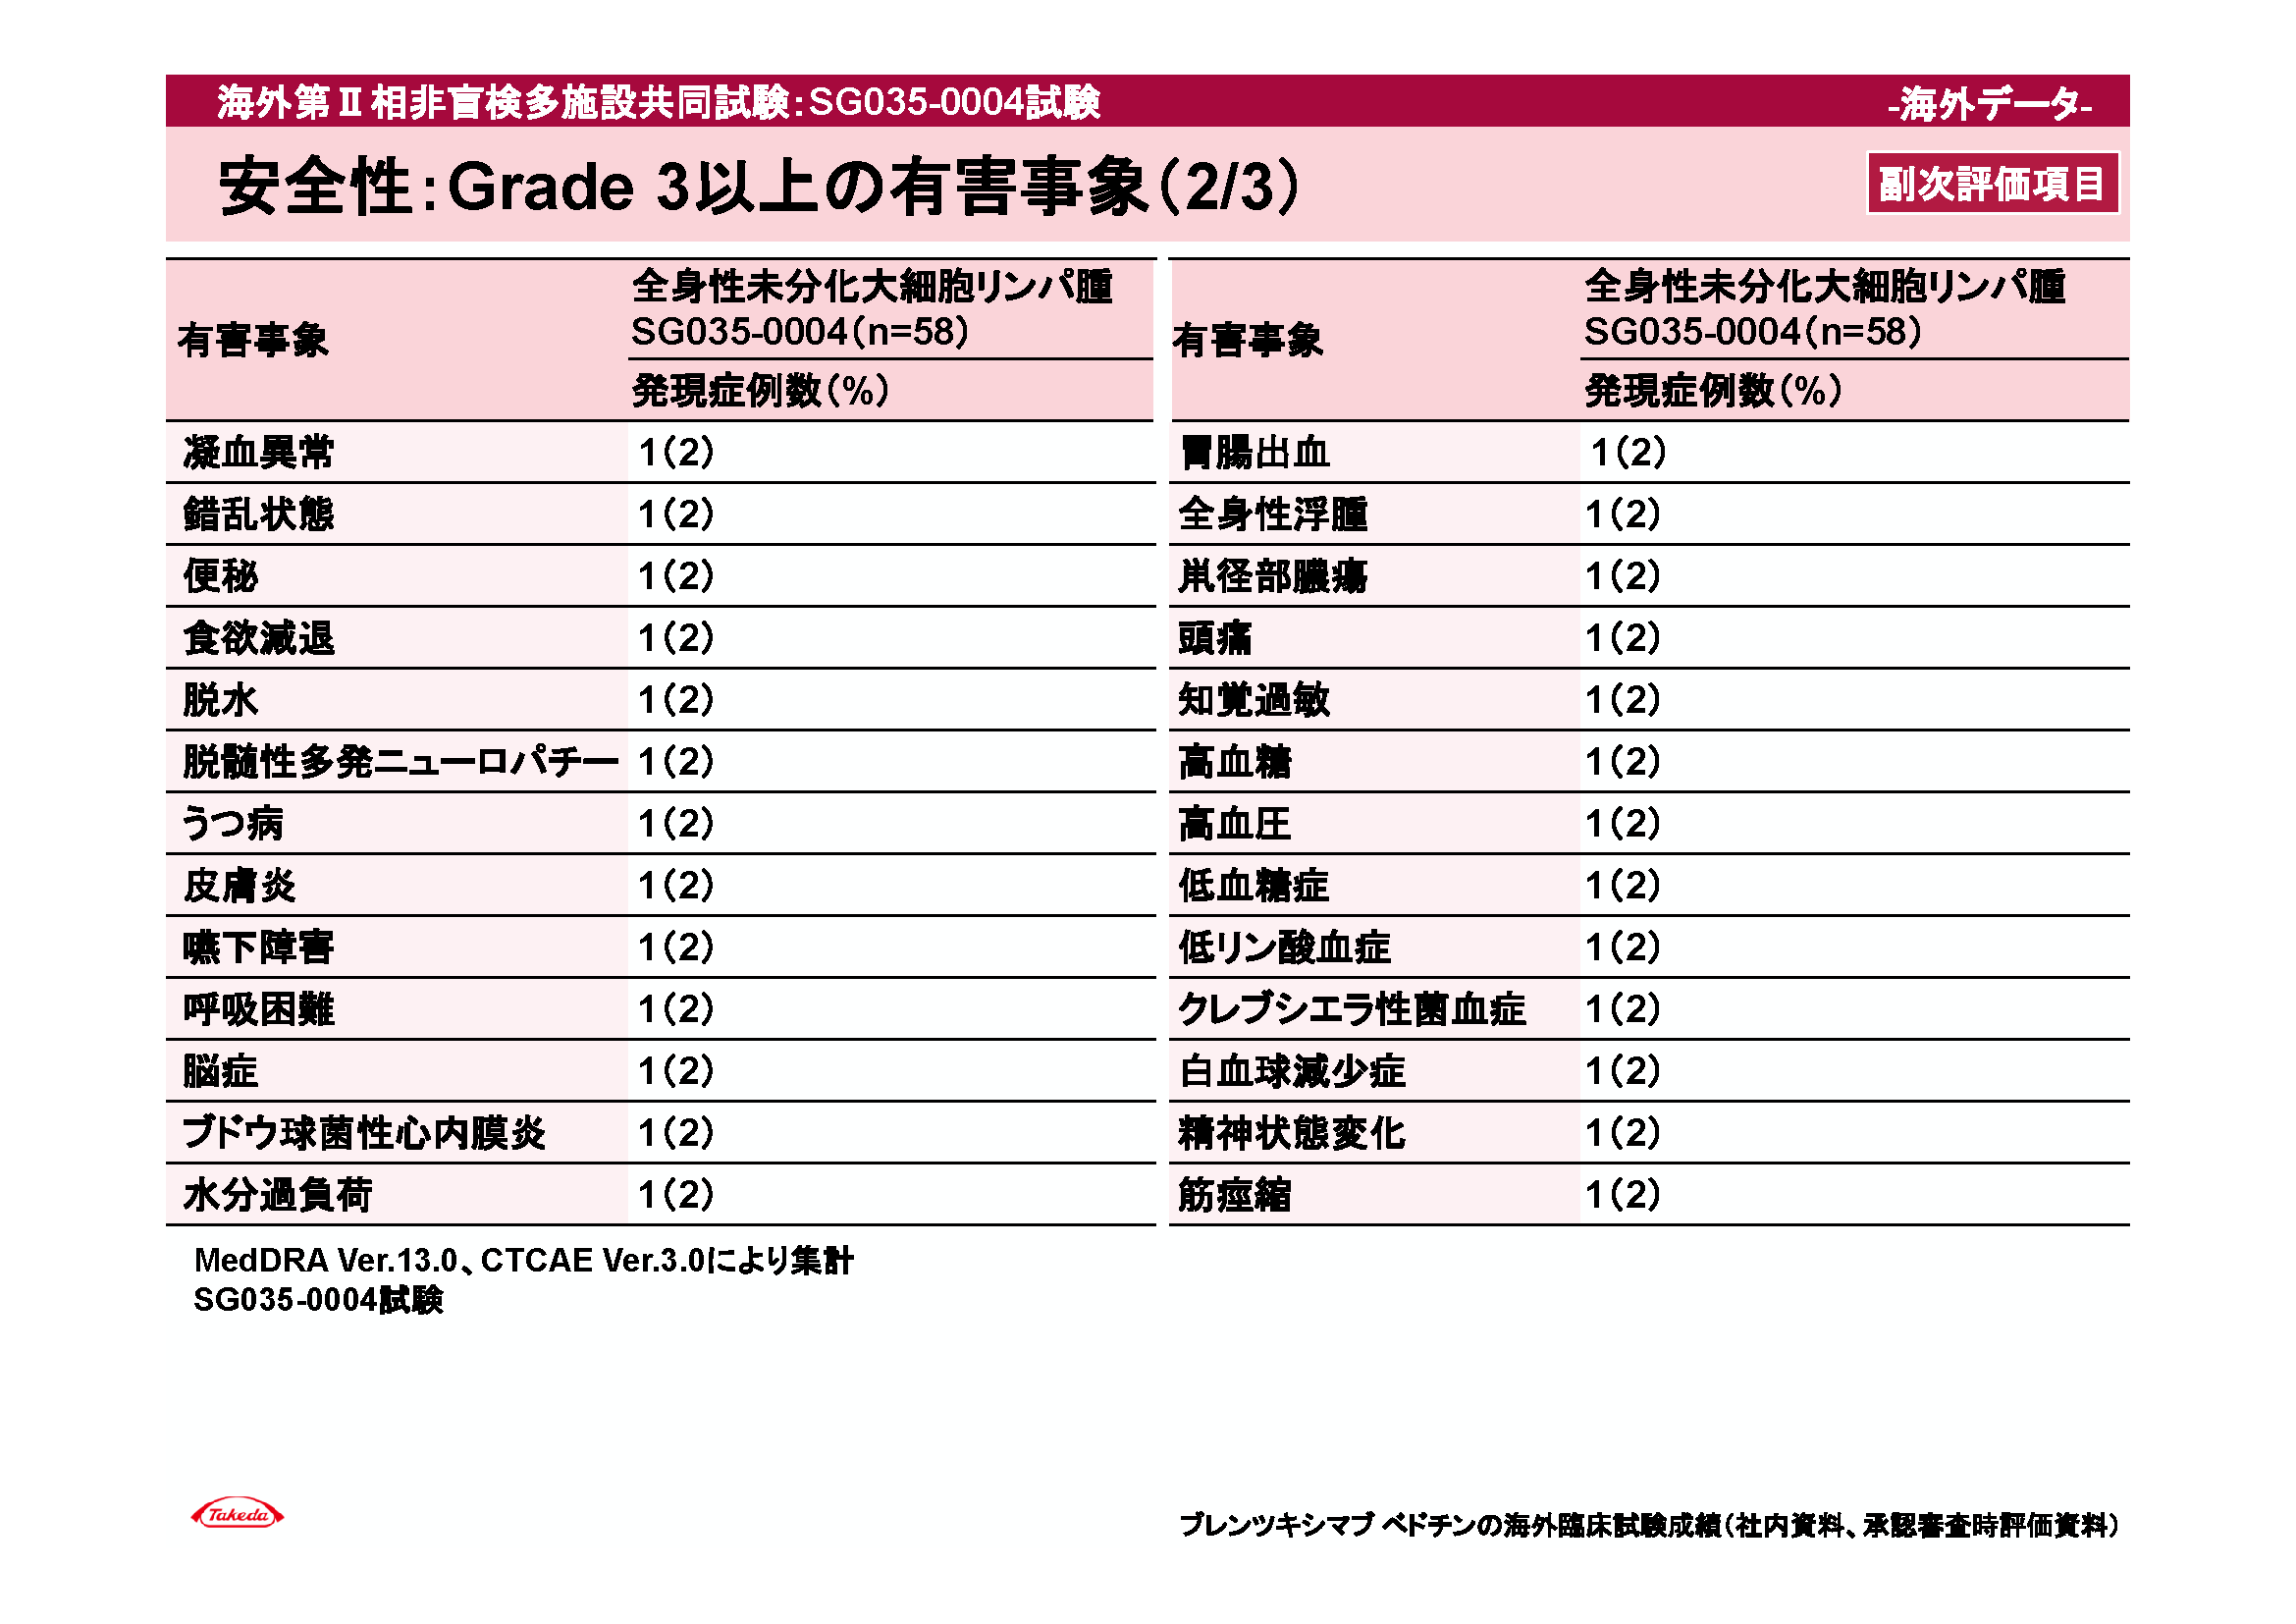 海外第Ⅱ相非盲検多施設共同試験：SG035-0004試験
-海外データ-
安全性：Grade 3以上の有害事象（2/3）
副次評価項目
有害事象
全身性未分化大細胞リンパ腫
SG035-0004（n=58）
発現症例数（%）
凝血異常 1（2）
錯乱状態 1（2）
便秘 1（2）
食欲減退 1（2）
脱水 1（2）
脱髄性多発ニューロパチー 1（2）
うつ病 1（2）
皮膚炎 1（2）
嚥下障害 1（2）
呼吸困難 1（2）
脳症 1（2）
ブドウ球菌性心内膜炎 1（2）
水分過負荷 1（2）
有害事象
全身性未分化大細胞リンパ腫
SG035-0004（n=58）
発現症例数（%）
胃腸出血 1（2）
全身性浮腫 1（2）
鼡径部膿瘍 1（2）
頭痛 1（2）
知覚過敏 1（2）
高血糖 1（2）
高血圧 1（2）
低血糖症 1（2）
低リン酸血症 1（2）
クレブシエラ性菌血症 1（2）
白血球減少症 1（2）
精神状態変化 1（2）
筋痙縮 1（2）
MedDRA Ver.13.0、CTCAE Ver.3.0により集計
SG035-0004試験
Takeda
ブレンツキシマブ ベドチンの海外臨床試験成績（社内資料、承認審査時評価資料）